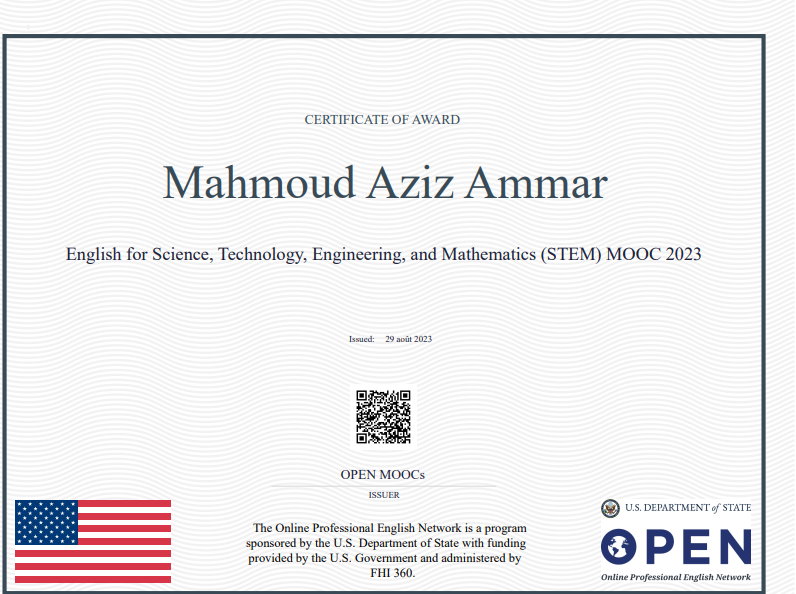 CERTIFICATE OF AWARD
Mahmoud Aziz Ammar
English for Science, Technology, Engineering, and Mathematics (STEM) MOOC 2023
Issued: 29 août 2023
OPEN MOOCs
ISSUER
The Online Professional English Network is a program
sponsored by the U.S. Department of State with funding
provided by the U.S. Government and administered by
FHI 360.
U.S. DEPARTMENT of STATE
OPEN
Online Professional English Network